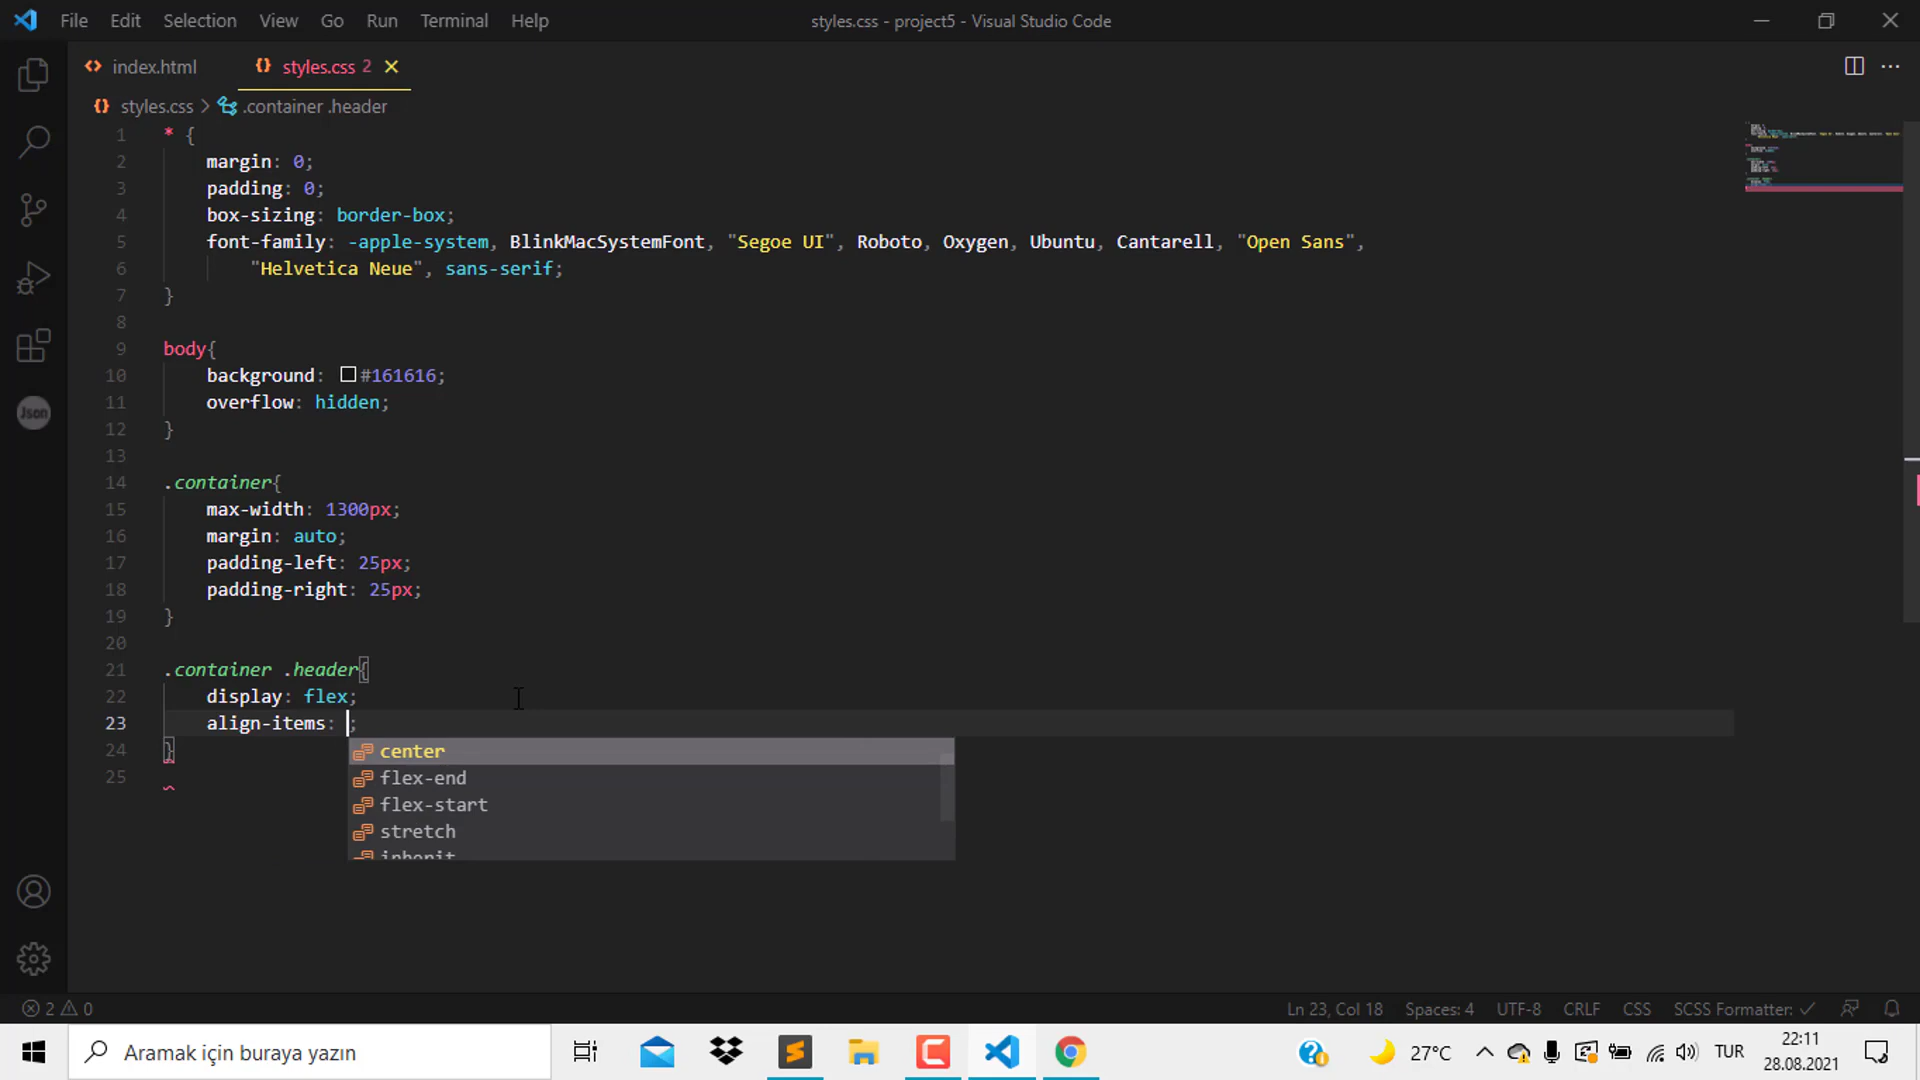 File Edit Selection View Go Run Terminal Help
styles.css - project5 - Visual Studio Code
index.html
styles.css 2
styles.css > .container .header
1 * {
2 margin: 0;
3 padding: 0;
4 box-sizing: border-box;
5 font-family: -apple-system, BlinkMacSystemFont, "Segoe UI", Roboto, Oxygen, Ubuntu, Cantarell, "Open Sans",
6 "Helvetica Neue", sans-serif;
7 }
8
9 body{
10 background: #161616;
11 overflow: hidden;
12 }
13
14 .container{
15 max-width: 1300px;
16 margin: auto;
17 padding-left: 25px;
18 padding-right: 25px;
19 }
20
21 .container .header{
22 display: flex;
23 align-items: ;
24 }
25
center
flex-end
flex-start
stretch
inherit
Json
2 0
Ln 23, Col 18
Spaces: 4
UTF-8
CRLF
CSS
SCSS Formatter:
Aramak için buraya yazın
27°C
TUR
22:11
28.08.2021